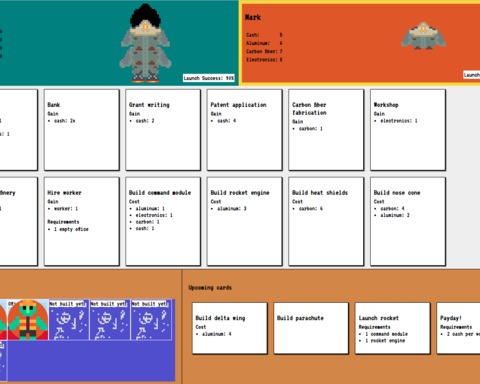 Launch Success: 90%
Mark
Cash:
Aluminum:
Carbon fiber: 7
Electronics:
Launch
Bank
Gain
• cash: 2x
Grant writing
Gain
• cash: 2
Patent application
Gain
• cash: 4
Carbon fiber
fabrication
Gain
• carbon: 1
Workshop
Gain
• electronics: 1
Hire worker
Gain
• worker: 1
Requirements
• 1 empty office
Build command module
Cost
• aluminum: 1
• electronics: 1
• carbon: 1
• cash: 1
Build rocket engine
Cost
• aluminum: 3
Build heat shields
Cost
• carbon: 6
Build nose cone
Cost
• carbon: 4
• aluminum: 2
Not built yet
Not built yet
Not built yet
Upcoming cards
Build delta wing
Cost
• aluminum: 4
Build parachute
Launch rocket
Requirements
• 1 command module
• 1 rocket engine
Payday!
Requirements
• 2 cash per